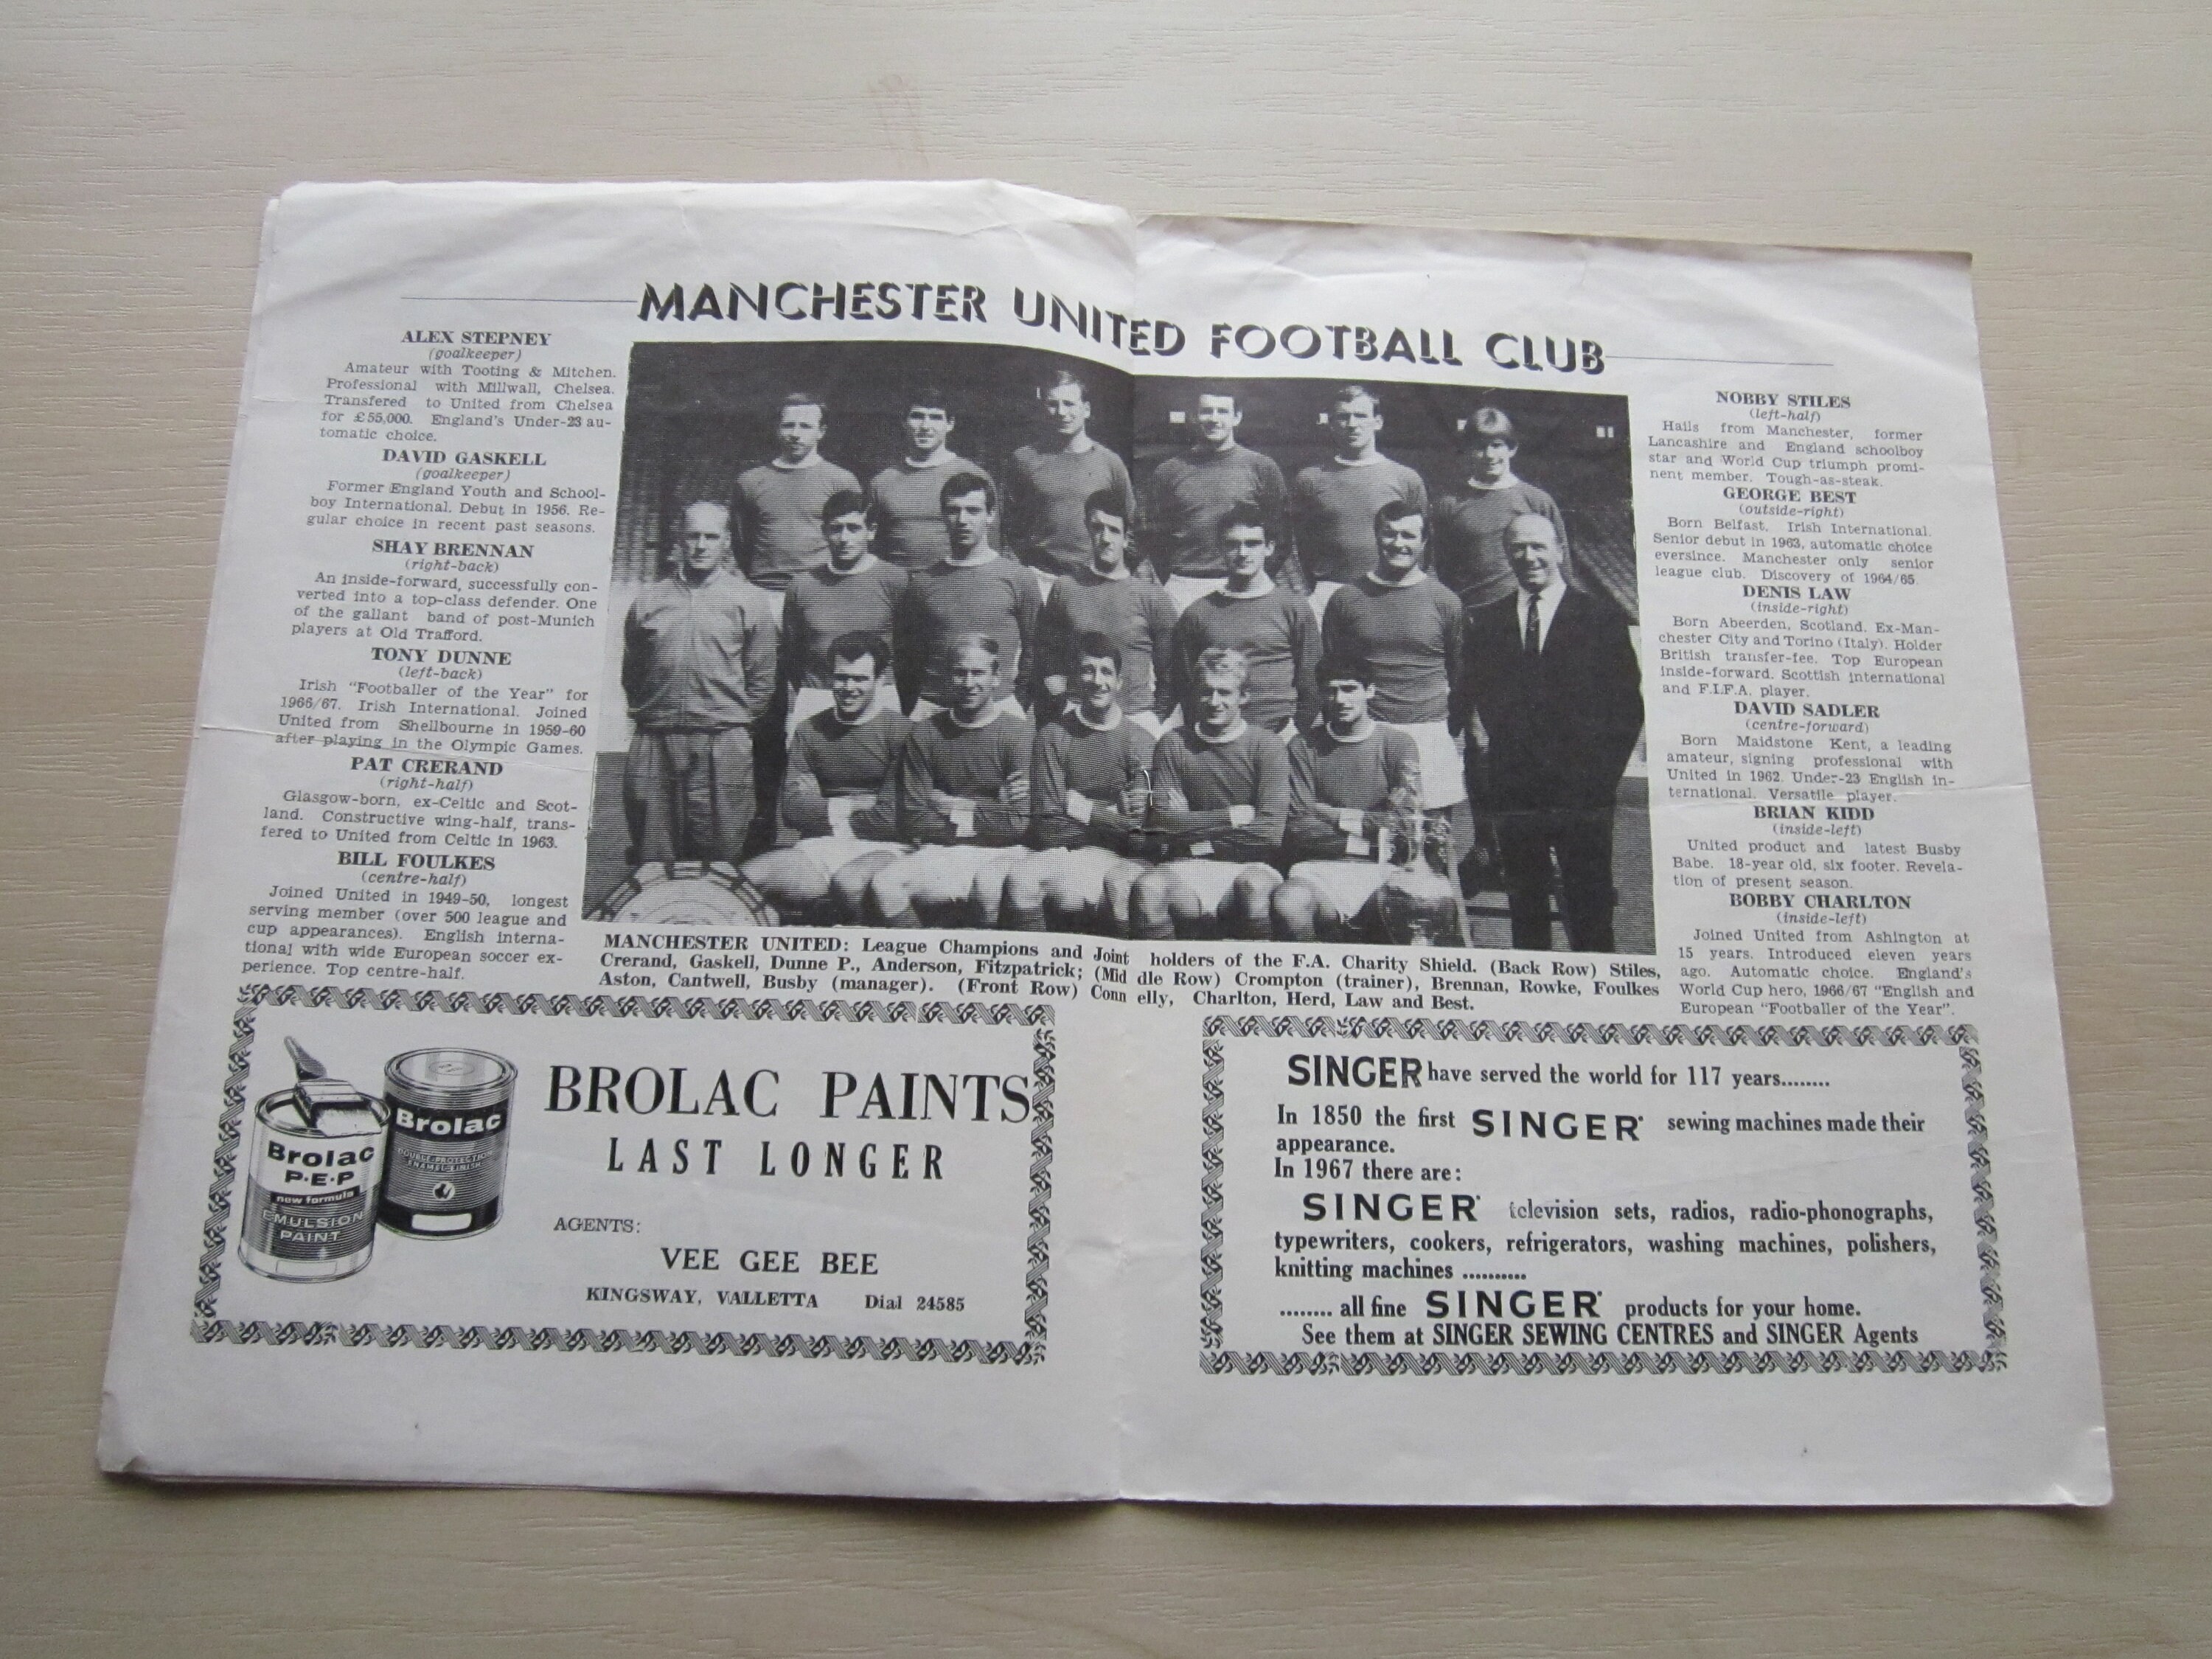 MANCHESTER UNITED FOOTBALL CLUB
ALEX STEPNEY
(goalkeeper)
Amateur with Tooting & Mitchen.
Professional with Millwall, Chelsea.
Transfered to United from Chelsea
for £55,000. England's Under-23 au-
tomatic choice.
DAVID GASKELL
(goalkeeper)
Former England Youth and School-
boy International. Debut in 1956. Re-
gular choice in recent past seasons.
SHAY BRENNAN
(right-back)
An inside-forward, successfully con-
verted into a top-class defender. One
of the gallant band of post-Munich
players at Old Trafford.
TONY DUNNE
(left-back)
Irish "Footballer of the Year" for
1966/67. Irish International. Joined
United from Shellbourne in 1959-60
after playing in the Olympic Games.
PAT CRERAND
(right-half)
Glasgow-born, ex-Celtic and Scot-
land. Constructive wing-half, trans-
fered to United from Celtic in 1963.
BILL FOULKES
(centre-half)
Joined United in 1949-50, longest
serving member (over 500 league and
cup appearances). English interna-
tional with wide European soccer ex-
perience. Top centre-half.
MANCHESTER UNITED: League Champions and Joint holders of the F.A. Charity Shield. (Back Row) Stiles,
Crerand, Gaskell, Dunne P., Anderson, Fitzpatrick; (Mid dle Row) Crompton (trainer), Brennan, Rowke, Foulkes
Aston, Cantwell, Busby (manager). (Front Row) Conn elly, Charlton, Herd, Law and Best.
NOBBY STILES
(left-half)
Hails from Manchester, former
Lancashire and England schoolboy
star and World Cup triumph promi-
nent member. Tough-as-steak.
GEORGE BEST
(outside-right)
Born Belfast. Irish International.
Senior debut in 1963, automatic choice
eversince. Manchester only senior
league club. Discovery of 1964/65.
DENIS LAW
(inside-right)
Born Abeerden, Scotland. Ex-Man-
chester City and Torino (Italy). Holder
British transfer-fee. Top European
inside-forward. Scottish international
and F.I.F.A. player.
DAVID SADLER
(centre-forward)
Born Maidstone Kent, a leading
amateur, signing professional with
United in 1962. Under-23 English in-
ternational. Versatile player.
BRIAN KIDD
(inside-left)
United product and latest Busby
Babe. 18-year old, six footer. Revela-
tion of present season.
BOBBY CHARLTON
(inside-left)
Joined United from Ashington at
15 years. Introduced eleven years
ago. Automatic choice. England's
World Cup hero, 1966/67 "English and
European "Footballer of the Year".
Brolac
P·E·P
new formula
EMULSION
PAINT
Brolac
DOUBLE-PROTECTION
ENAMEL FINISH
BROLAC PAINTS
LAST LONGER
AGENTS:
VEE GEE BEE
KINGSWAY, VALLETTA Dial 24585
SINGER have served the world for 117 years........
In 1850 the first SINGER* sewing machines made their
appearance.
In 1967 there are:
SINGER* television sets, radios, radio-phonographs,
typewriters, cookers, refrigerators, washing machines, polishers,
knitting machines ..........
........ all fine SINGER* products for your home.
See them at SINGER SEWING CENTRES and SINGER Agents